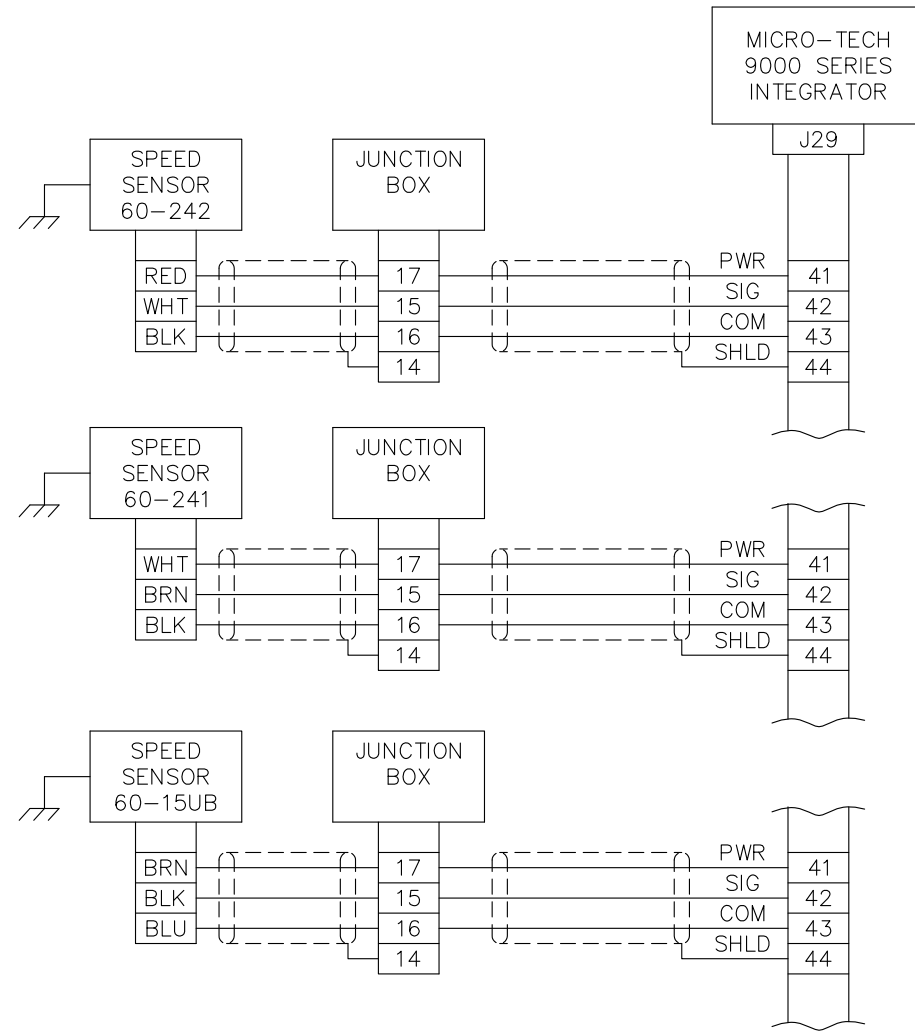 MICRO-TECH
9000 SERIES
INTEGRATOR
J29
SPEED
SENSOR
60-242
JUNCTION
BOX
RED 17 PWR 41
WHT 15 SIG 42
BLK 16 COM 43
14 SHLD 44
SPEED
SENSOR
60-241
JUNCTION
BOX
WHT 17 PWR 41
BRN 15 SIG 42
BLK 16 COM 43
14 SHLD 44
SPEED
SENSOR
60-15UB
JUNCTION
BOX
BRN 17 PWR 41
BLK 15 SIG 42
BLU 16 COM 43
14 SHLD 44